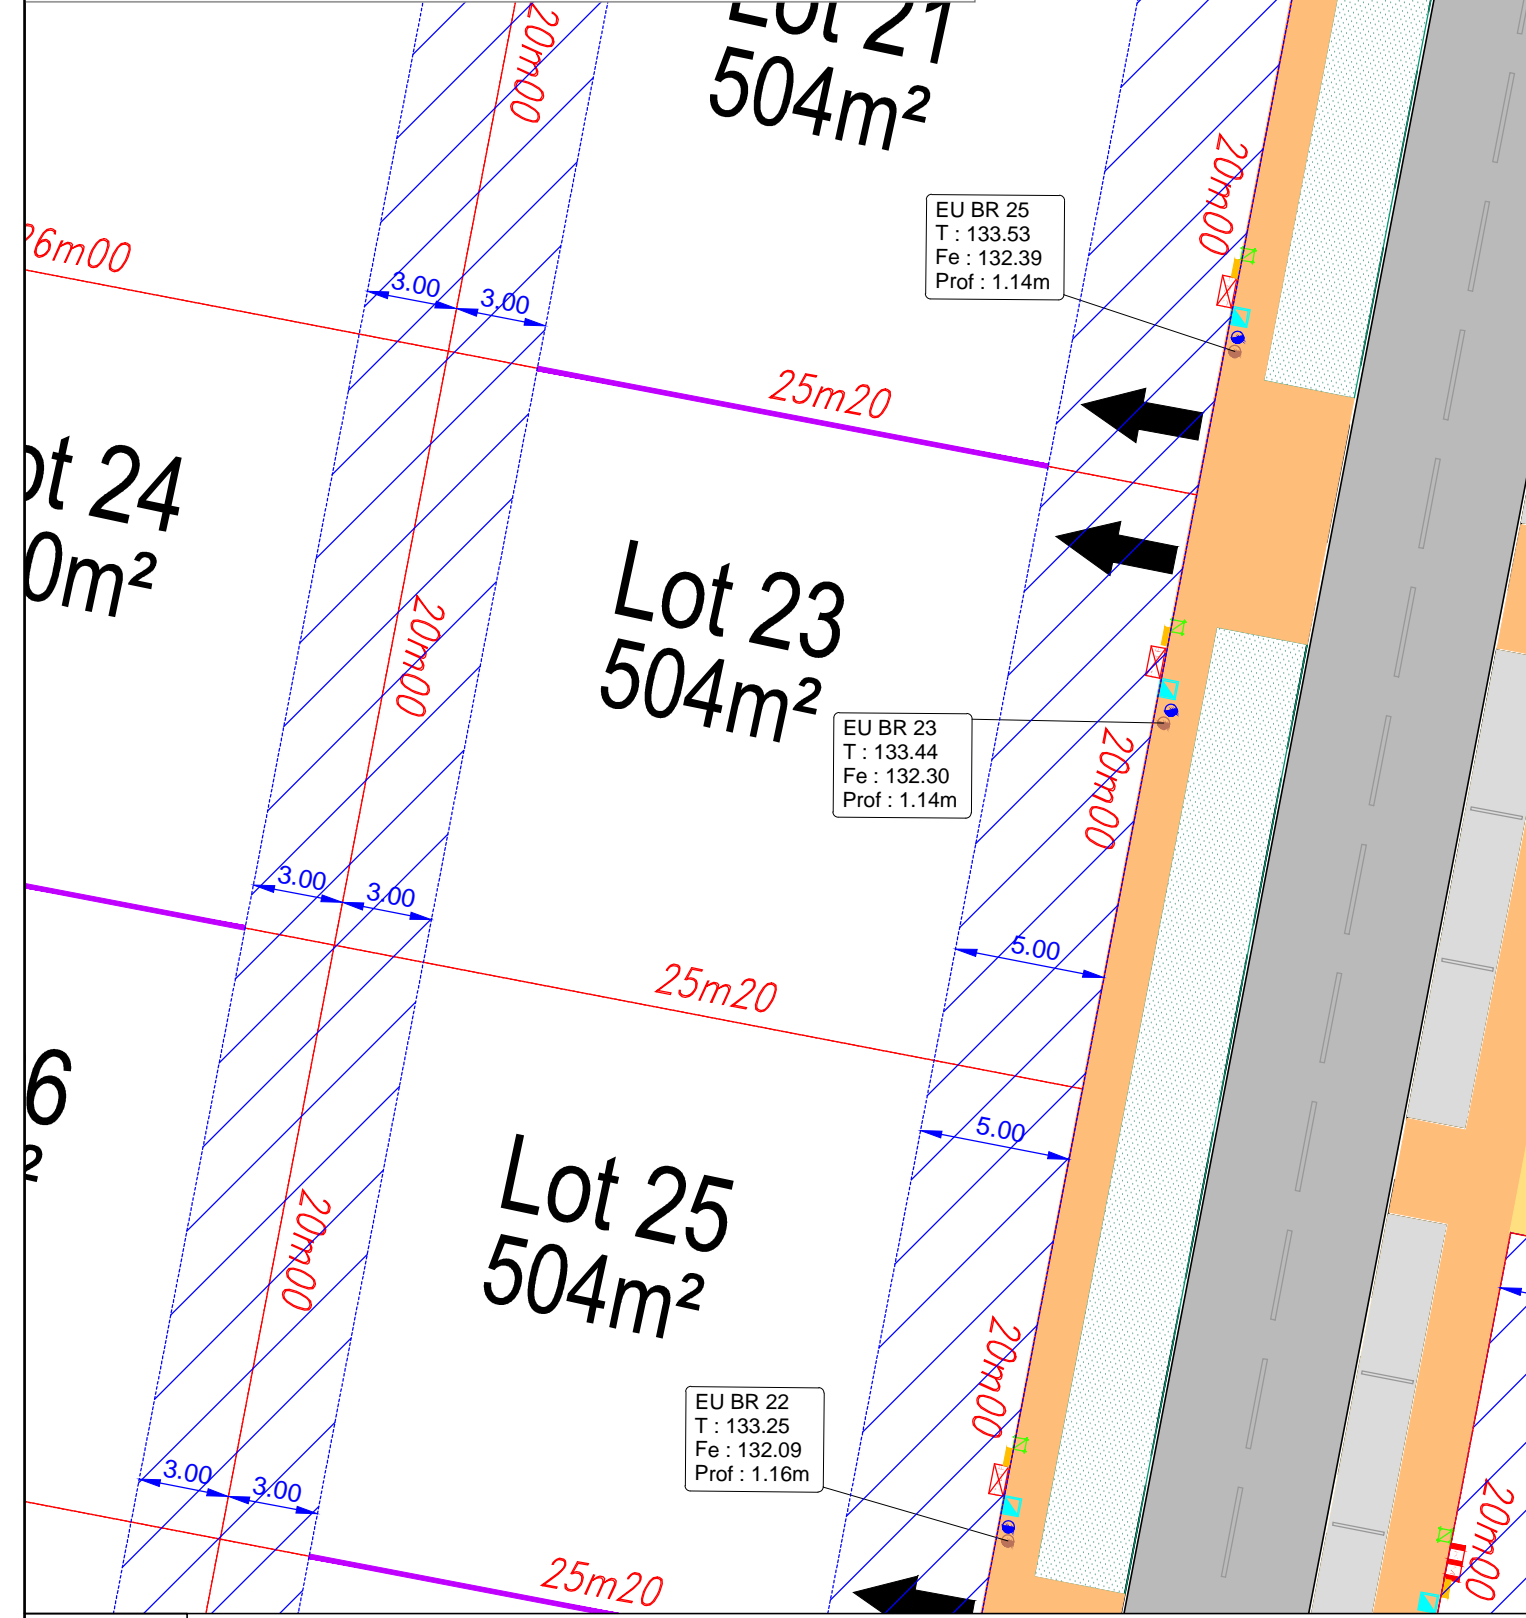 20m00
Lot 21
504m²
20m00
EU BR 25
T : 133.53
Fe : 132.39
Prof : 1.14m
26m00
3.00
3.00
25m20
ot 24
0m²
Lot 23
504m²
20m00
EU BR 23
T : 133.44
Fe : 132.30
Prof : 1.14m
20m00
3.00
3.00
5.00
25m20
6
²
5.00
Lot 25
504m²
20m00
20m00
EU BR 22
T : 133.25
Fe : 132.09
Prof : 1.16m
3.00
3.00
20m00
25m20